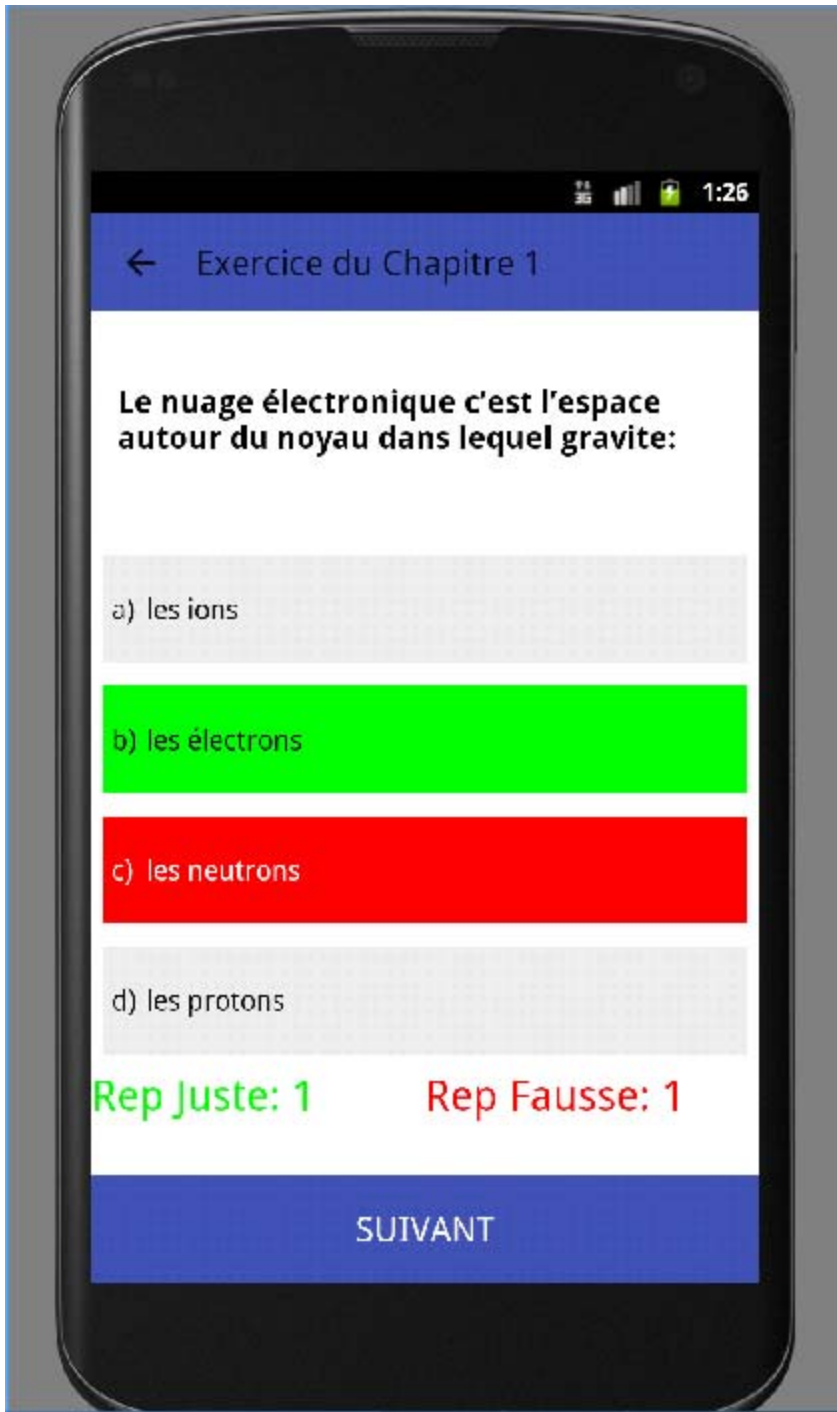 3G 1:26
Exercice du Chapitre 1
Le nuage électronique c'est l'espace
autour du noyau dans lequel gravite:
a) les ions
b) les électrons
c) les neutrons
d) les protons
Rep Juste: 1 Rep Fausse: 1
SUIVANT